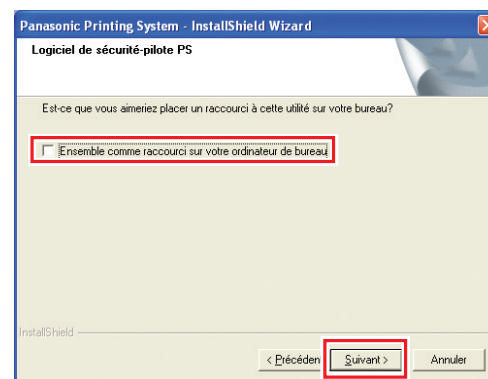 Panasonic Printing System - InstallShield Wizard
Logiciel de sécurité-pilote PS
Est-ce que vous aimeriez placer un raccourci à cette utilité sur votre bureau?
Ensemble comme raccourci sur votre ordinateur de bureau
InstallShield
< Précéden Suivant > Annuler